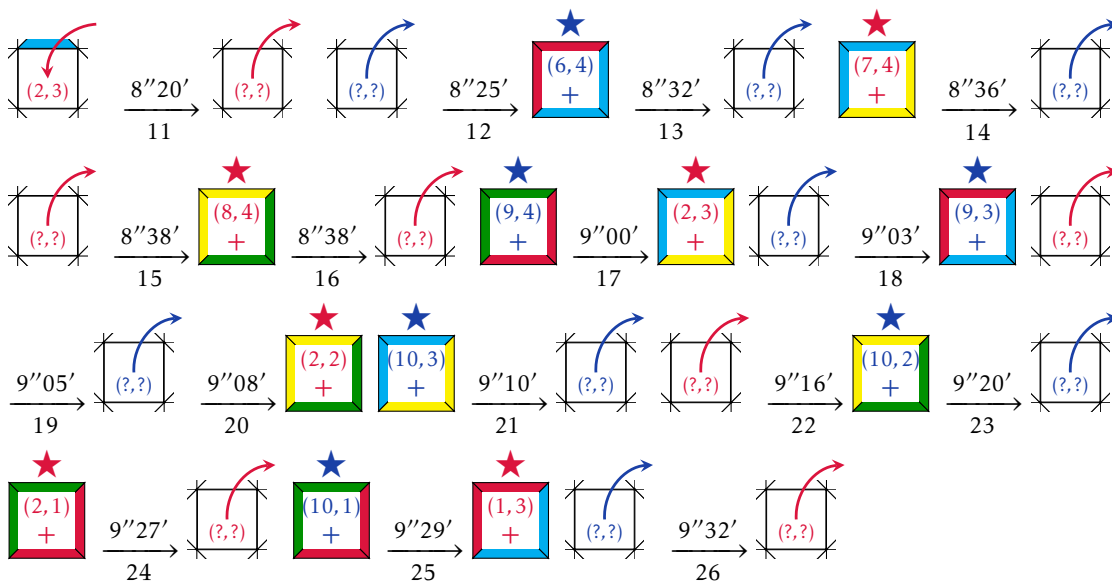 (2,3) 8″20′ 11 (?,?) (?,?) 8″25′ 12 (6,4) + 8″32′ 13 (?,?) (7,4) + 8″36′ 14 (?,?)
(?,?) 8″38′ 15 (8,4) + 8″38′ 16 (?,?) (9,4) + 9″00′ 17 (2,3) + (?,?) 9″03′ 18 (9,3) + (?,?)
9″05′ 19 (?,?) 9″08′ 20 (2,2) + (10,3) + 9″10′ 21 (?,?) (?,?) 9″16′ 22 (10,2) + 9″20′ 23 (?,?)
(2,1) + 9″27′ 24 (?,?) (10,1) + 9″29′ 25 (1,3) + (?,?) 9″32′ 26 (?,?)